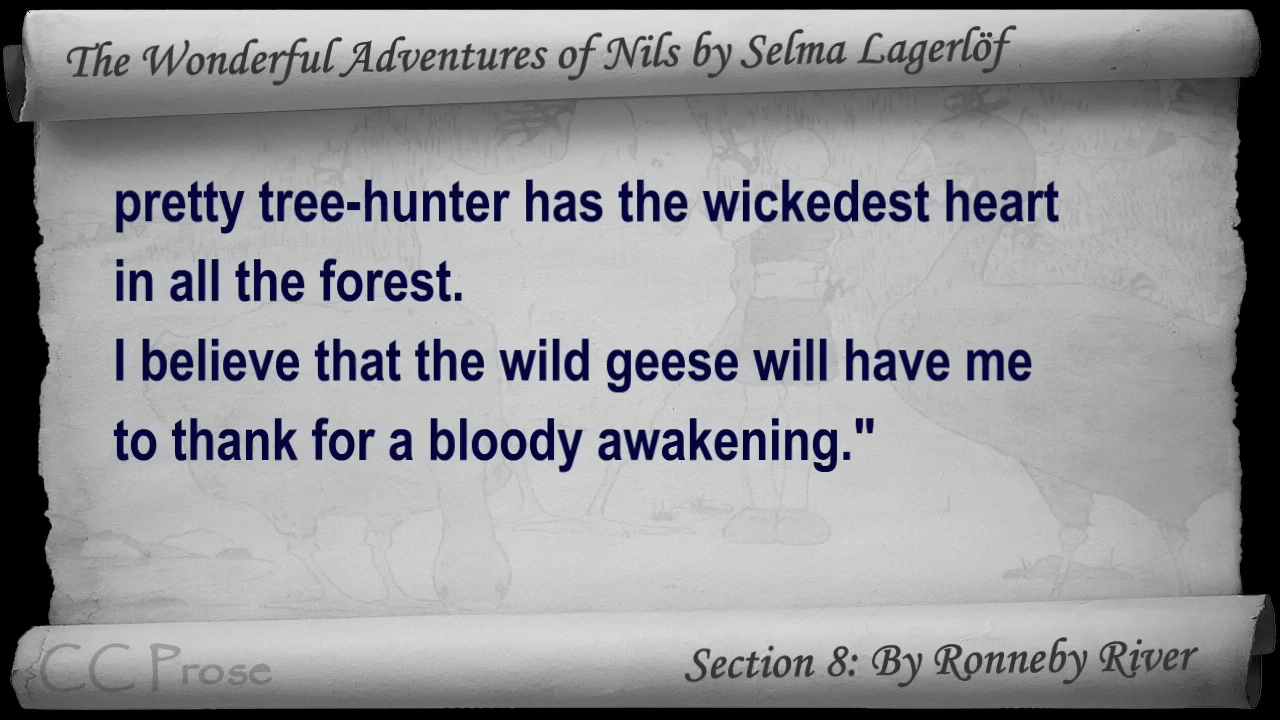 The Wonderful Adventures of Nils by Selma Lagerlöf
pretty tree-hunter has the wickedest heart
in all the forest.
I believe that the wild geese will have me
to thank for a bloody awakening."
CC Prose
Section 8: By Ronneby River